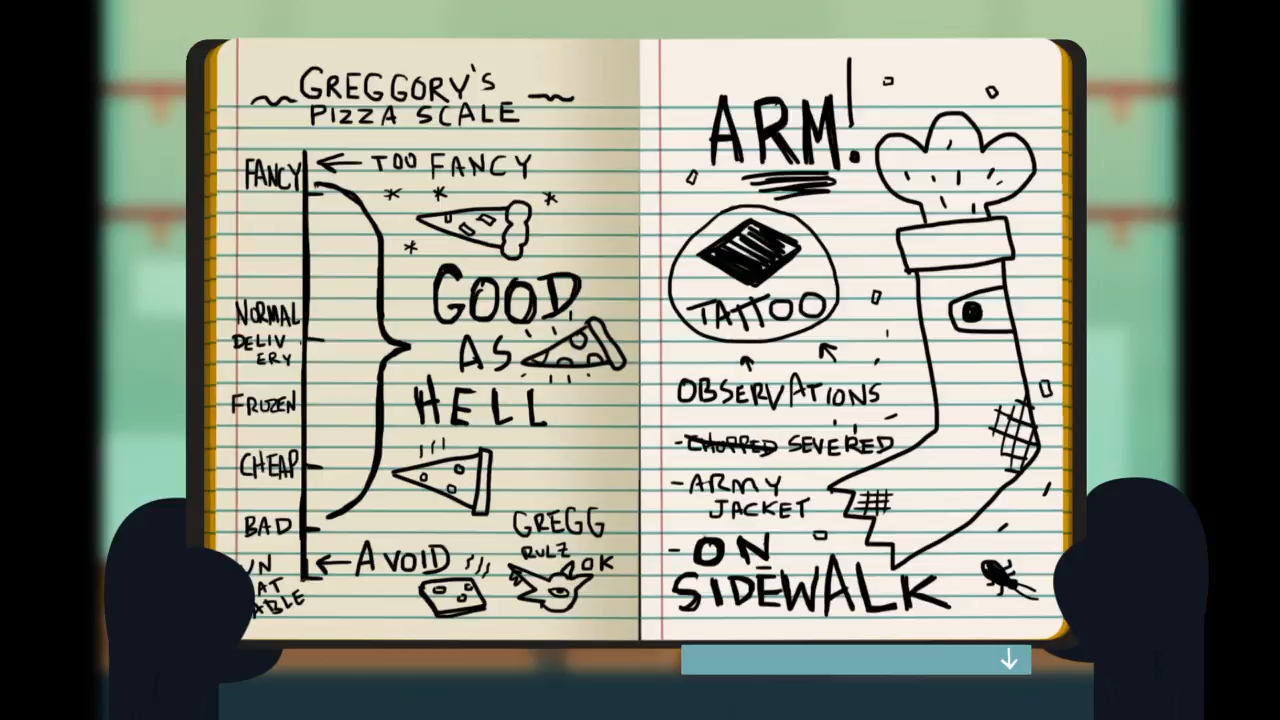 GREGGORY'S
PIZZA SCALE
FANCY
← TOO FANCY
GOOD
AS
HELL
NORMAL
DELIV
ERY
FROZEN
CHEAP
BAD
← AVOID
GREGG
RULZ
OK
ARM!
TATTOO
OBSERVATIONS
- CHOPPED SEVERED
- ARMY
JACKET
- ON
SIDEWALK